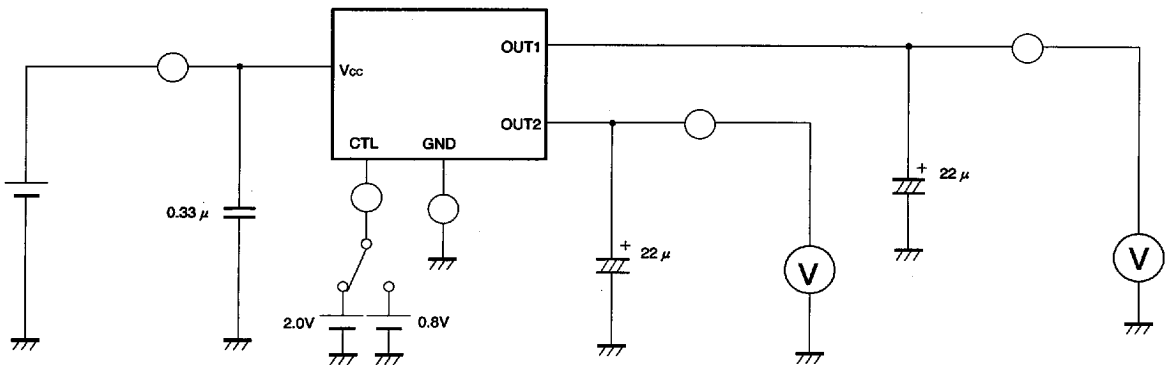 OUT1
Vcc
OUT2
CTL
GND
+
22 μ
0.33 μ
+
22 μ
V
V
2.0V
0.8V